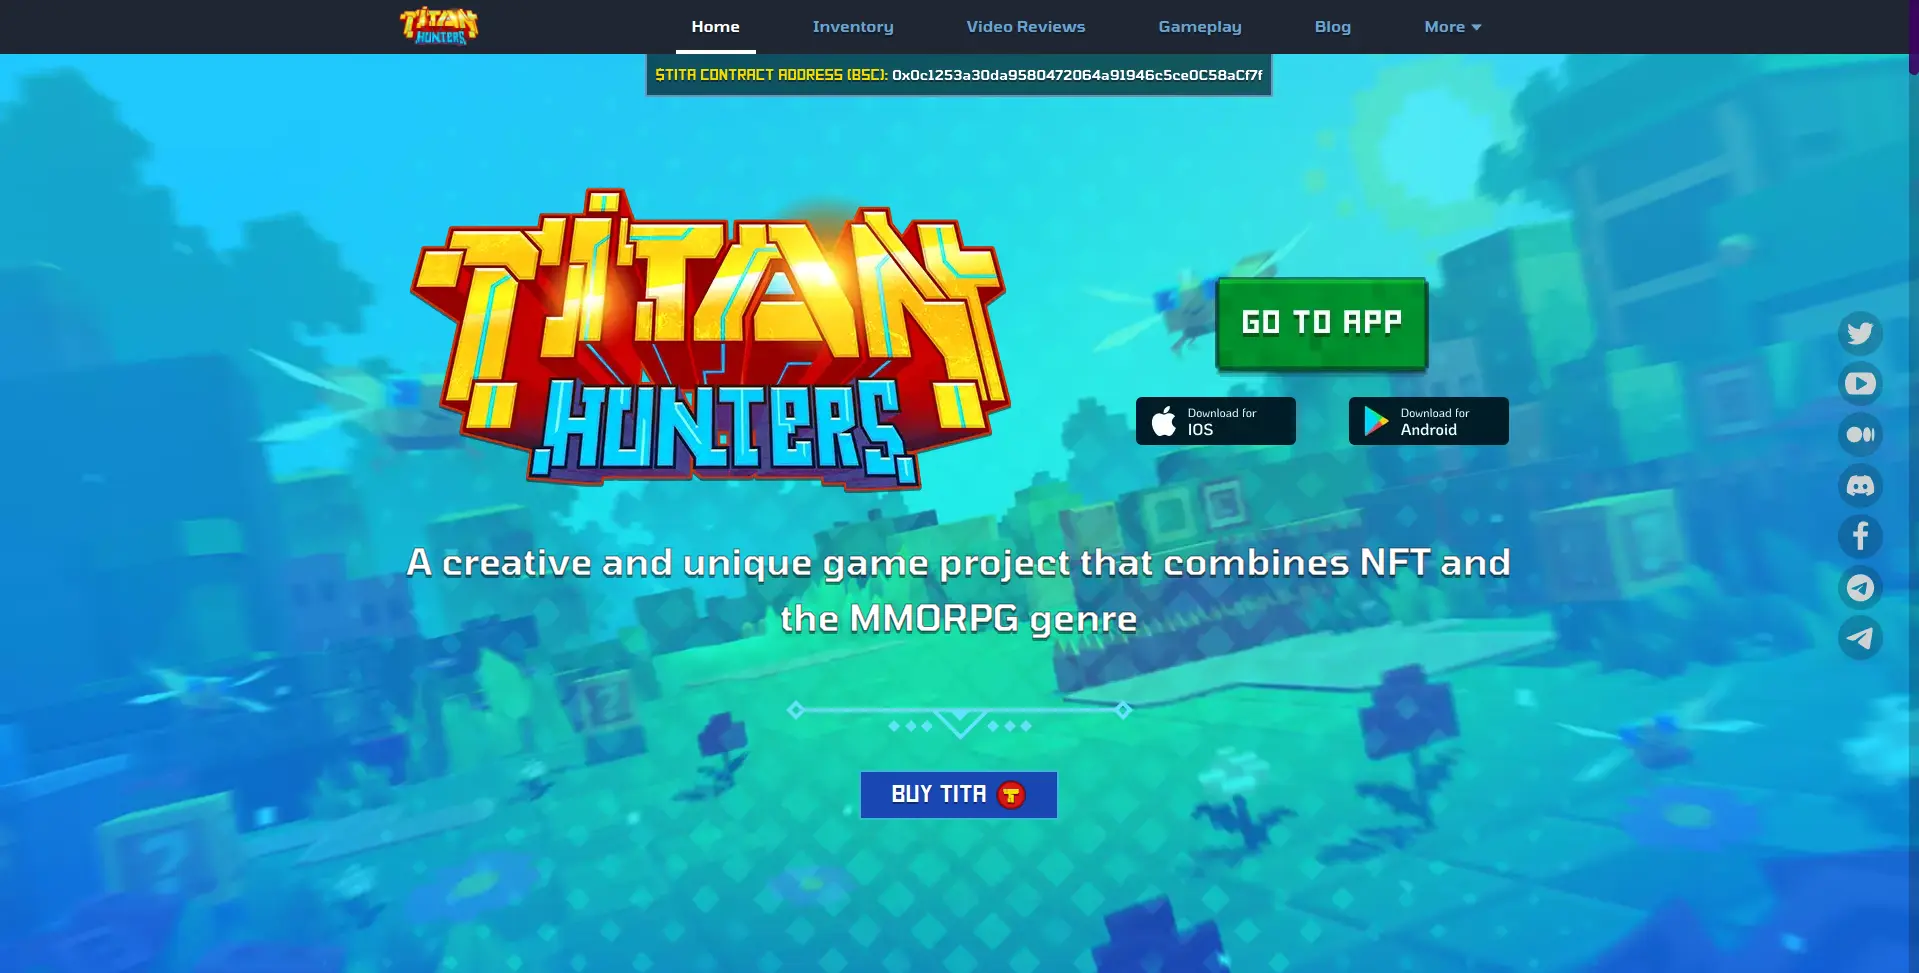 TITAN
HUNTERS
Home
Inventory
Video Reviews
Gameplay
Blog
More
$TITA CONTRACT ADDRESS (BSC): 0x0c1253a30da9580472064a91946c5ce0C58aCf7f
TITAN
HUNTERS
GO TO APP
Download for
IOS
Download for
Android
A creative and unique game project that combines NFT and
the MMORPG genre
BUY TITA